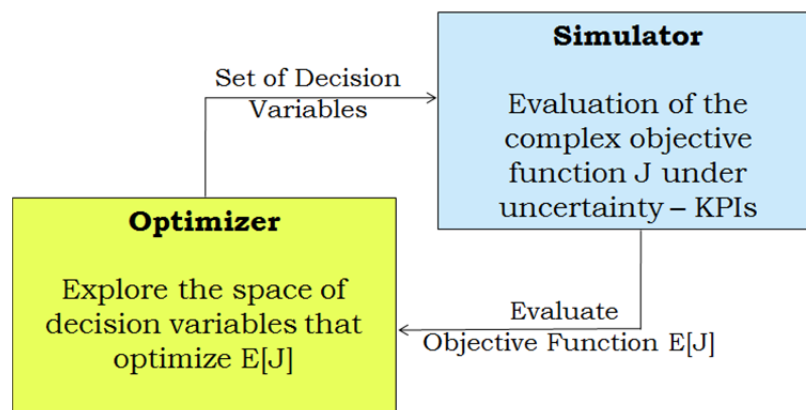 Simulator
Evaluation of the
complex objective
function J under
uncertainty – KPIs
Set of Decision
Variables
Optimizer
Explore the space of
decision variables that
optimize E[J]
Evaluate
Objective Function E[J]